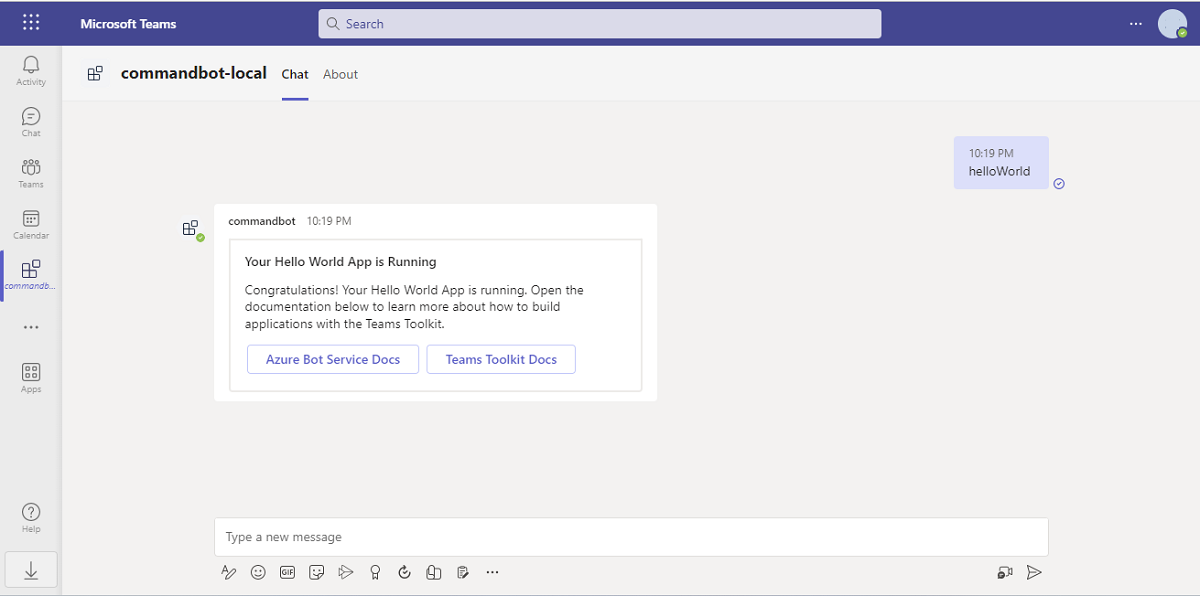 Microsoft Teams
Search
Activity
Chat
Teams
Calendar
commandb...
Apps
Help
commandbot-local
Chat
About
10:19 PM
helloWorld
commandbot 10:19 PM
Your Hello World App is Running
Congratulations! Your Hello World App is running. Open the
documentation below to learn more about how to build
applications with the Teams Toolkit.
Azure Bot Service Docs
Teams Toolkit Docs
Type a new message
GIF